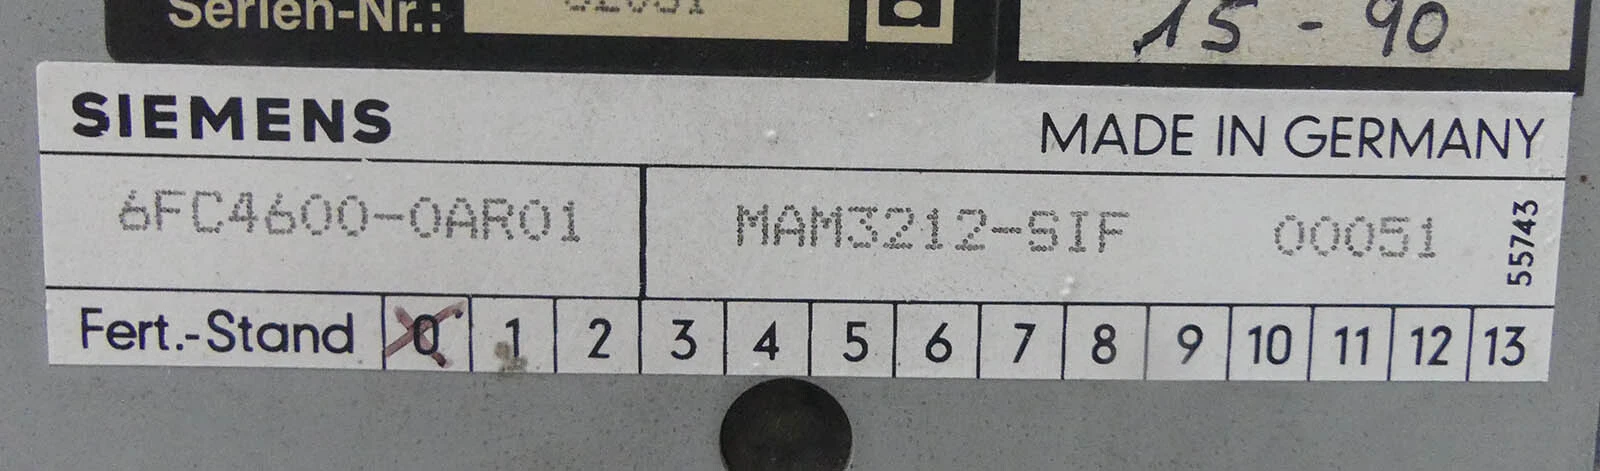 Serien-Nr.:
15 - 90
SIEMENS MADE IN GERMANY
6FC4600-0AR01 MAM3212-SIF 00051 55743
Fert.-Stand 0 1 2 3 4 5 6 7 8 9 10 11 12 13